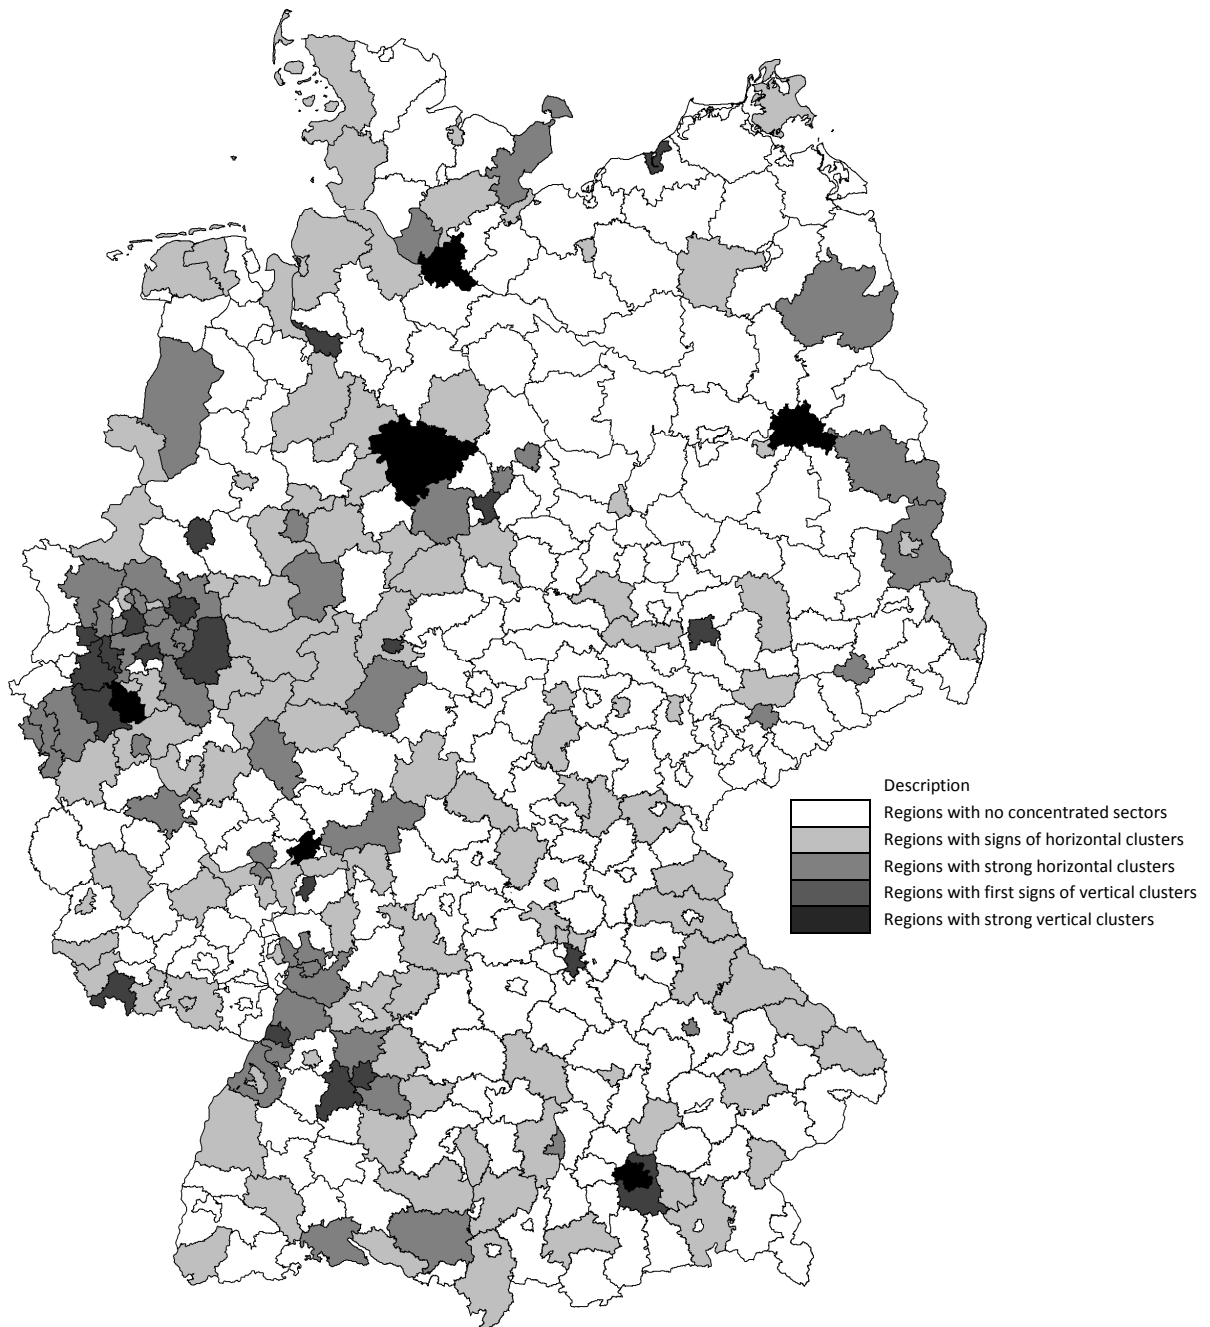 Description
Regions with no concentrated sectors
Regions with signs of horizontal clusters
Regions with strong horizontal clusters
Regions with first signs of vertical clusters
Regions with strong vertical clusters